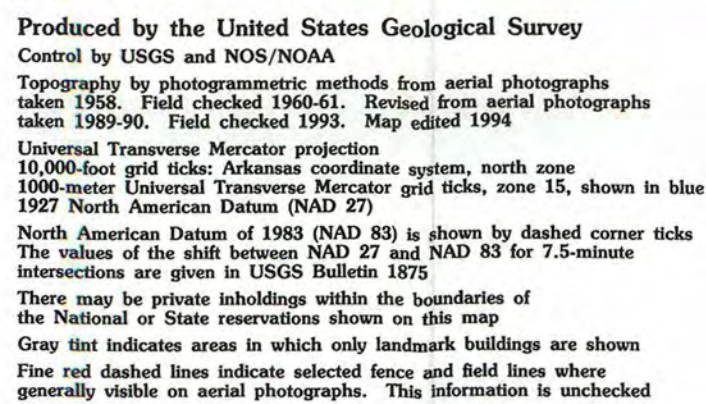 Produced by the United States Geological Survey
Control by USGS and NOS/NOAA
Topography by photogrammetric methods from aerial photographs
taken 1958. Field checked 1960-61. Revised from aerial photographs
taken 1989-90. Field checked 1993. Map edited 1994
Universal Transverse Mercator projection
10,000-foot grid ticks: Arkansas coordinate system, north zone
1000-meter Universal Transverse Mercator grid ticks, zone 15, shown in blue
1927 North American Datum (NAD 27)
North American Datum of 1983 (NAD 83) is shown by dashed corner ticks
The values of the shift between NAD 27 and NAD 83 for 7.5-minute
intersections are given in USGS Bulletin 1875
There may be private inholdings within the boundaries of
the National or State reservations shown on this map
Gray tint indicates areas in which only landmark buildings are shown
Fine red dashed lines indicate selected fence and field lines where
generally visible on aerial photographs. This information is unchecked